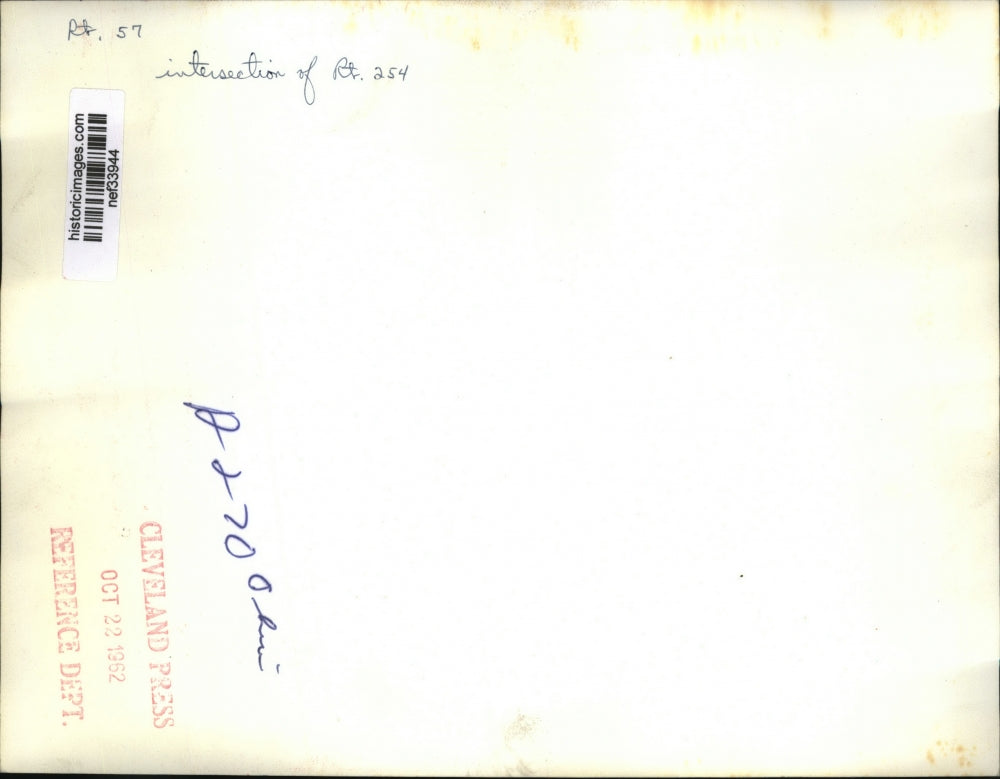 Rt. 57
intersection of Rt. 254
historicimages.com
nef33944
CLEVELAND PRESS
OCT 22 1962
REFERENCE DEPT.